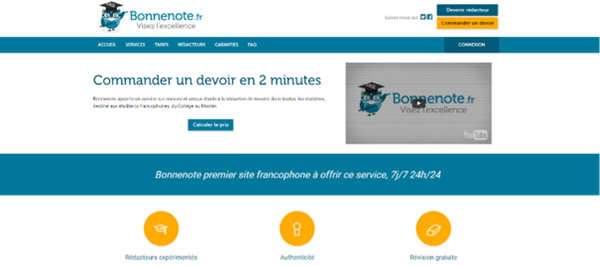 Bonnenote.fr
Visez l'excellence
Suivez-nous sur
Devenir rédacteur
Commander un devoir
ACCUEIL SERVICES TARIFS RÉDACTEURS GARANTIES FAQ CONNEXION
Commander un devoir en 2 minutes
Bonnenote apporte un service sur-mesure et unique d'aide à la rédaction de devoirs dans toutes les matières,
destiné aux étudiants francophones, du Collège au Master.
Calculer le prix
Bonnenote.fr
Visez l'excellence
YouTube
Bonnenote premier site francophone à offrir ce service, 7j/7 24h/24
Rédacteurs expérimentés
Authenticité
Révision gratuite